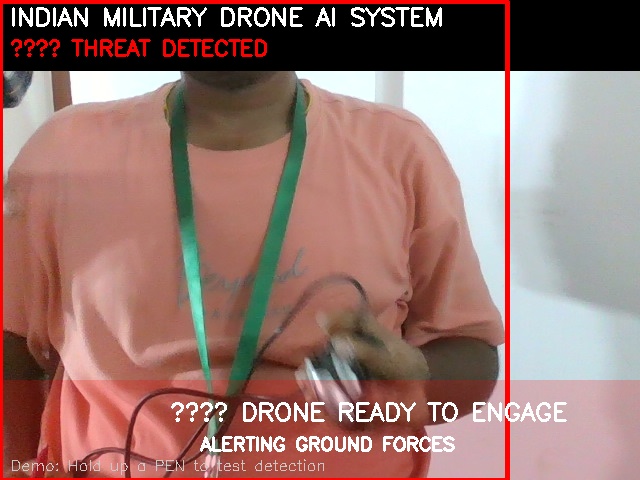 INDIAN MILITARY DRONE AI SYSTEM
???? THREAT DETECTED
Beyond
???? DRONE READY TO ENGAGE
ALERTING GROUND FORCES
Demo: Hold up a PEN to test detection